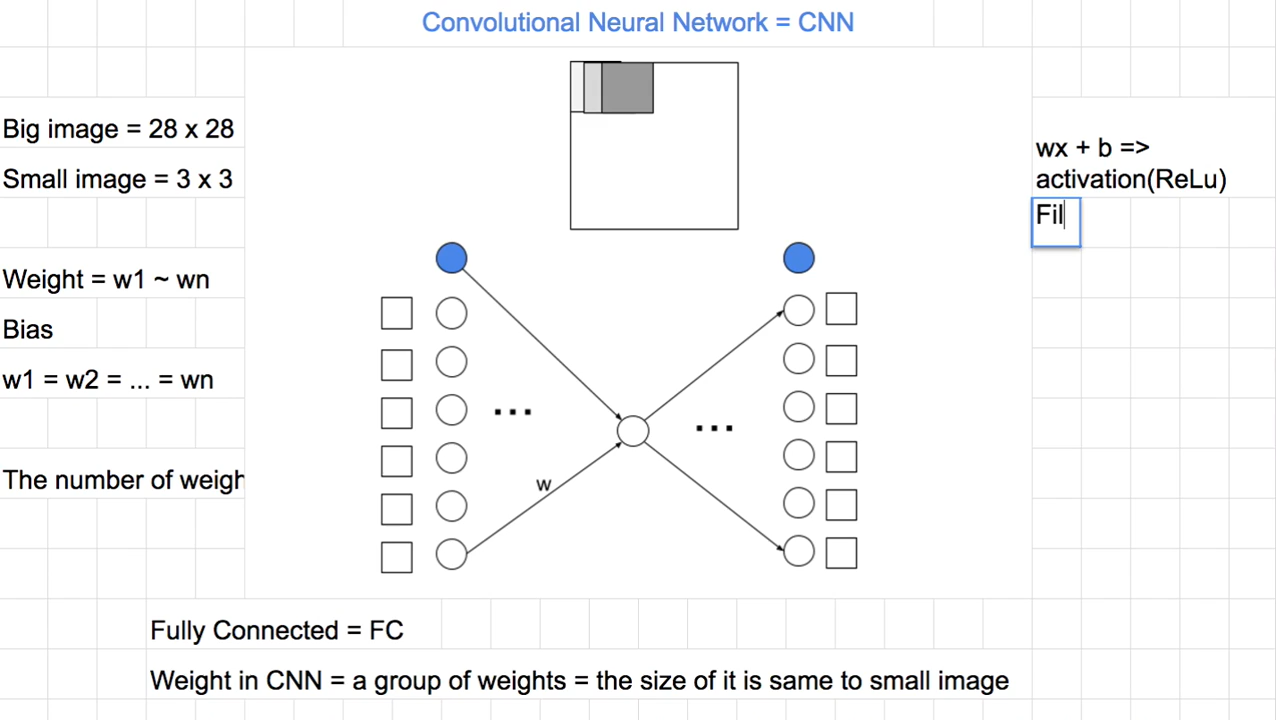 Convolutional Neural Network = CNN
Big image = 28 x 28
Small image = 3 x 3
wx + b =>
activation(ReLu)
Fil
Weight = w1 ~ wn
Bias
w1 = w2 = ... = wn
...
...
The number of weigh
w
Fully Connected = FC
Weight in CNN = a group of weights = the size of it is same to small image